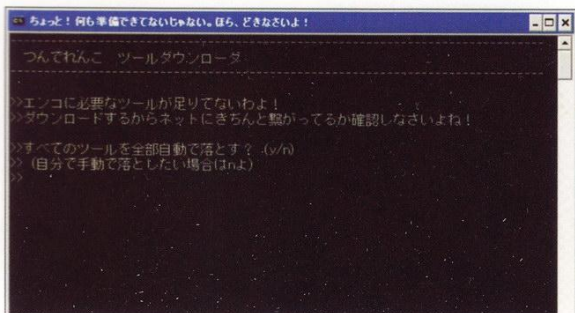 ちょっと！何も準備できてないじゃない。ほら、どきなさいよ！
つんでれんこ　ツールダウンローダ
>>エンコに必要なツールが足りてないわよ！
>>ダウンロードするからネットにきちんと繋がってるか確認しなさいよね！
>>すべてのツールを全部自動で落とす？ (y/n)
>> (自分で手動で落としたい場合はnよ)
>>